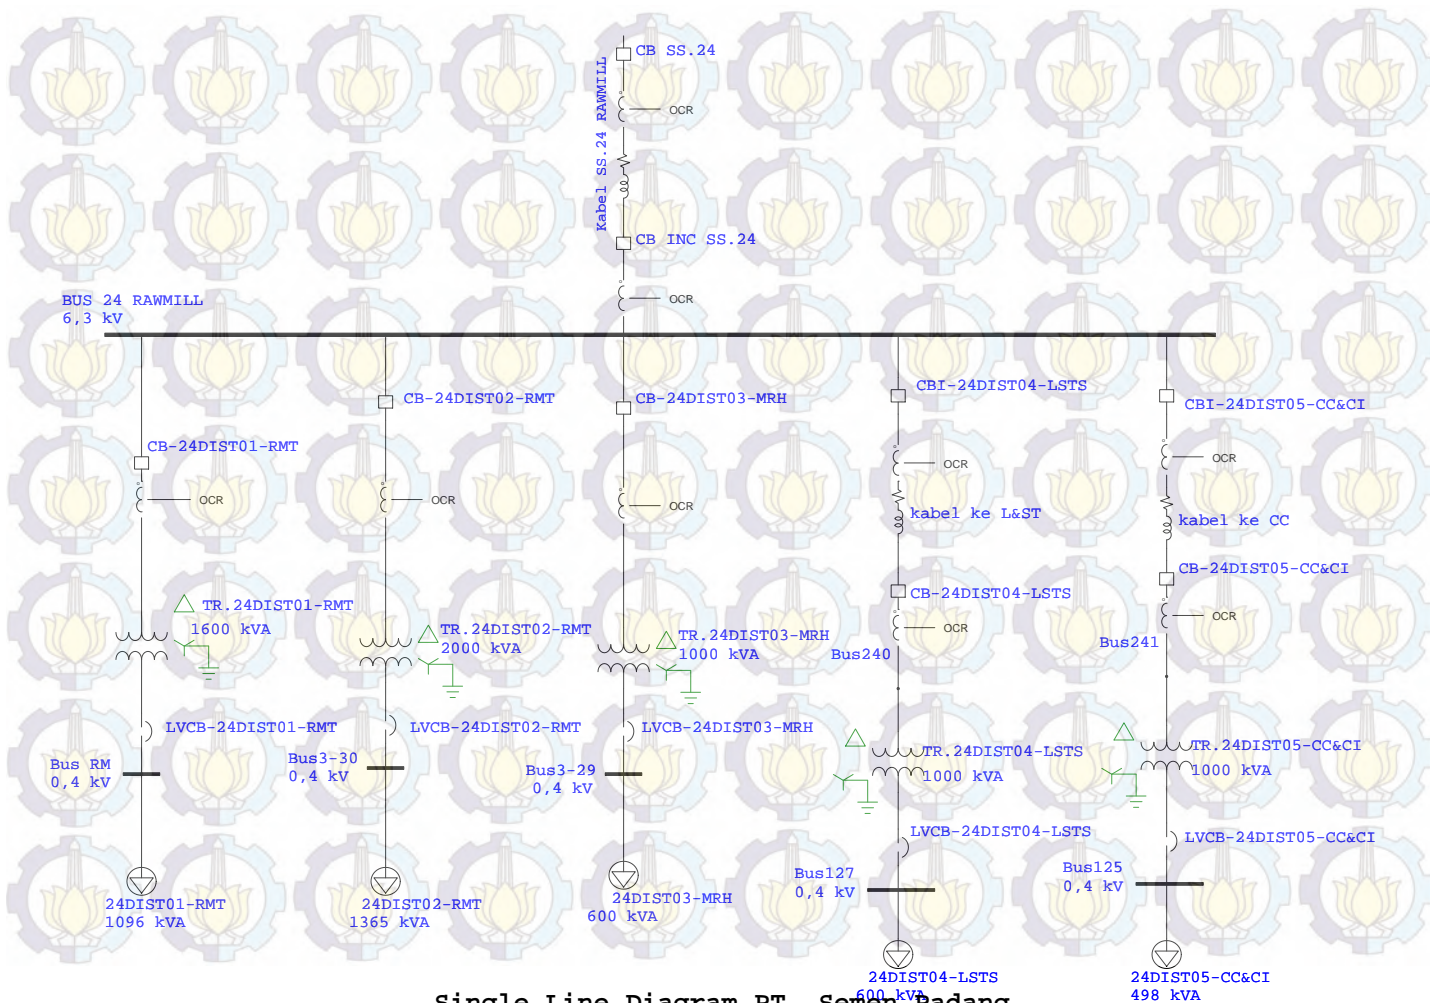 CB SS.24
OCR
Kabel SS.24 RAWMILL
CB INC SS.24
OCR
BUS 24 RAWMILL
6,3 kV
CB-24DIST01-RMT
OCR
TR.24DIST01-RMT
1600 kVA
LVCB-24DIST01-RMT
Bus RM
0,4 kV
24DIST01-RMT
1096 kVA
CB-24DIST02-RMT
OCR
TR.24DIST02-RMT
2000 kVA
LVCB-24DIST02-RMT
Bus3-30
0,4 kV
24DIST02-RMT
1365 kVA
CB-24DIST03-MRH
OCR
TR.24DIST03-MRH
1000 kVA
LVCB-24DIST03-MRH
Bus3-29
0,4 kV
24DIST03-MRH
600 kVA
CBI-24DIST04-LSTS
OCR
kabel ke L&ST
CB-24DIST04-LSTS
OCR
Bus240
TR.24DIST04-LSTS
1000 kVA
LVCB-24DIST04-LSTS
Bus127
0,4 kV
24DIST04-LSTS
600 kVA
CBI-24DIST05-CC&CI
OCR
kabel ke CC
CB-24DIST05-CC&CI
OCR
Bus241
TR.24DIST05-CC&CI
1000 kVA
LVCB-24DIST05-CC&CI
Bus125
0,4 kV
24DIST05-CC&CI
498 kVA
Single Line Diagram PT. Semen Padang